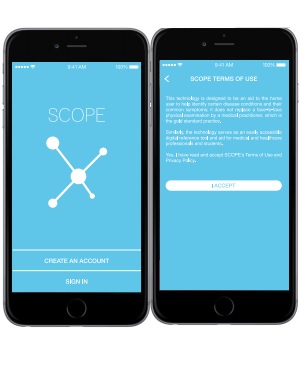 9:41 AM 100%
SCOPE
CREATE AN ACCOUNT
SIGN IN
9:41 AM 100%
SCOPE TERMS OF USE
This technology is designed to be an aid to the home
user to help identify certain disease conditions and their
common symptoms. It does not replace a face-to-face
physical examination by a medical practitioner, which is
the gold standard practice.
Similarly, the technology serves as an easily accessible
digital reference tool and aid for medical and healthcare
professionals and students.
Yes, I have read and accept SCOPE's Terms of Use and
Privacy Policy.
I ACCEPT